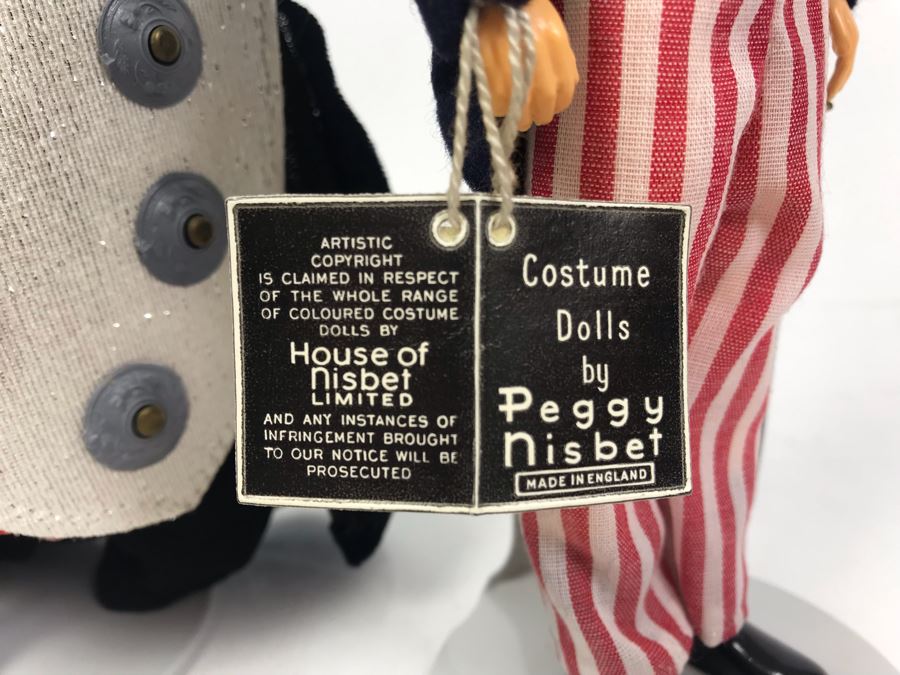 ARTISTIC
COPYRIGHT
IS CLAIMED IN RESPECT
OF THE WHOLE RANGE
OF COLOURED COSTUME
DOLLS BY
House of
Nisbet
LIMITED
AND ANY INSTANCES OF
INFRINGEMENT BROUGHT
TO OUR NOTICE WILL BE
PROSECUTED
Costume
Dolls
by
Peggy
Nisbet
MADE IN ENGLAND